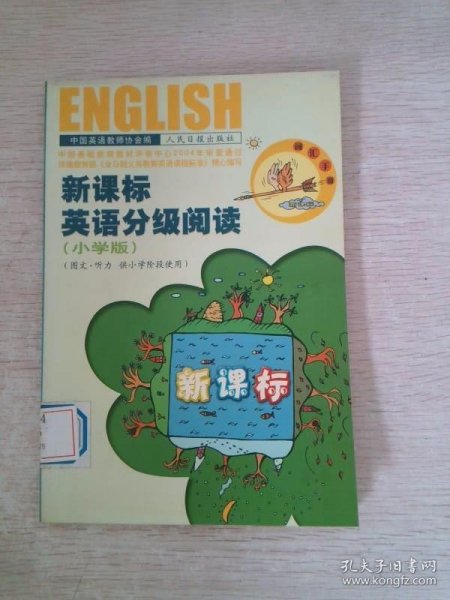 ENGLISH
中国英语教师协会编 人民日报出版社
新课标
英语分级阅读
(小学版)
(图文·听力 供小学阶段使用)
新课标
孔夫子旧书网
www.kongfz.com